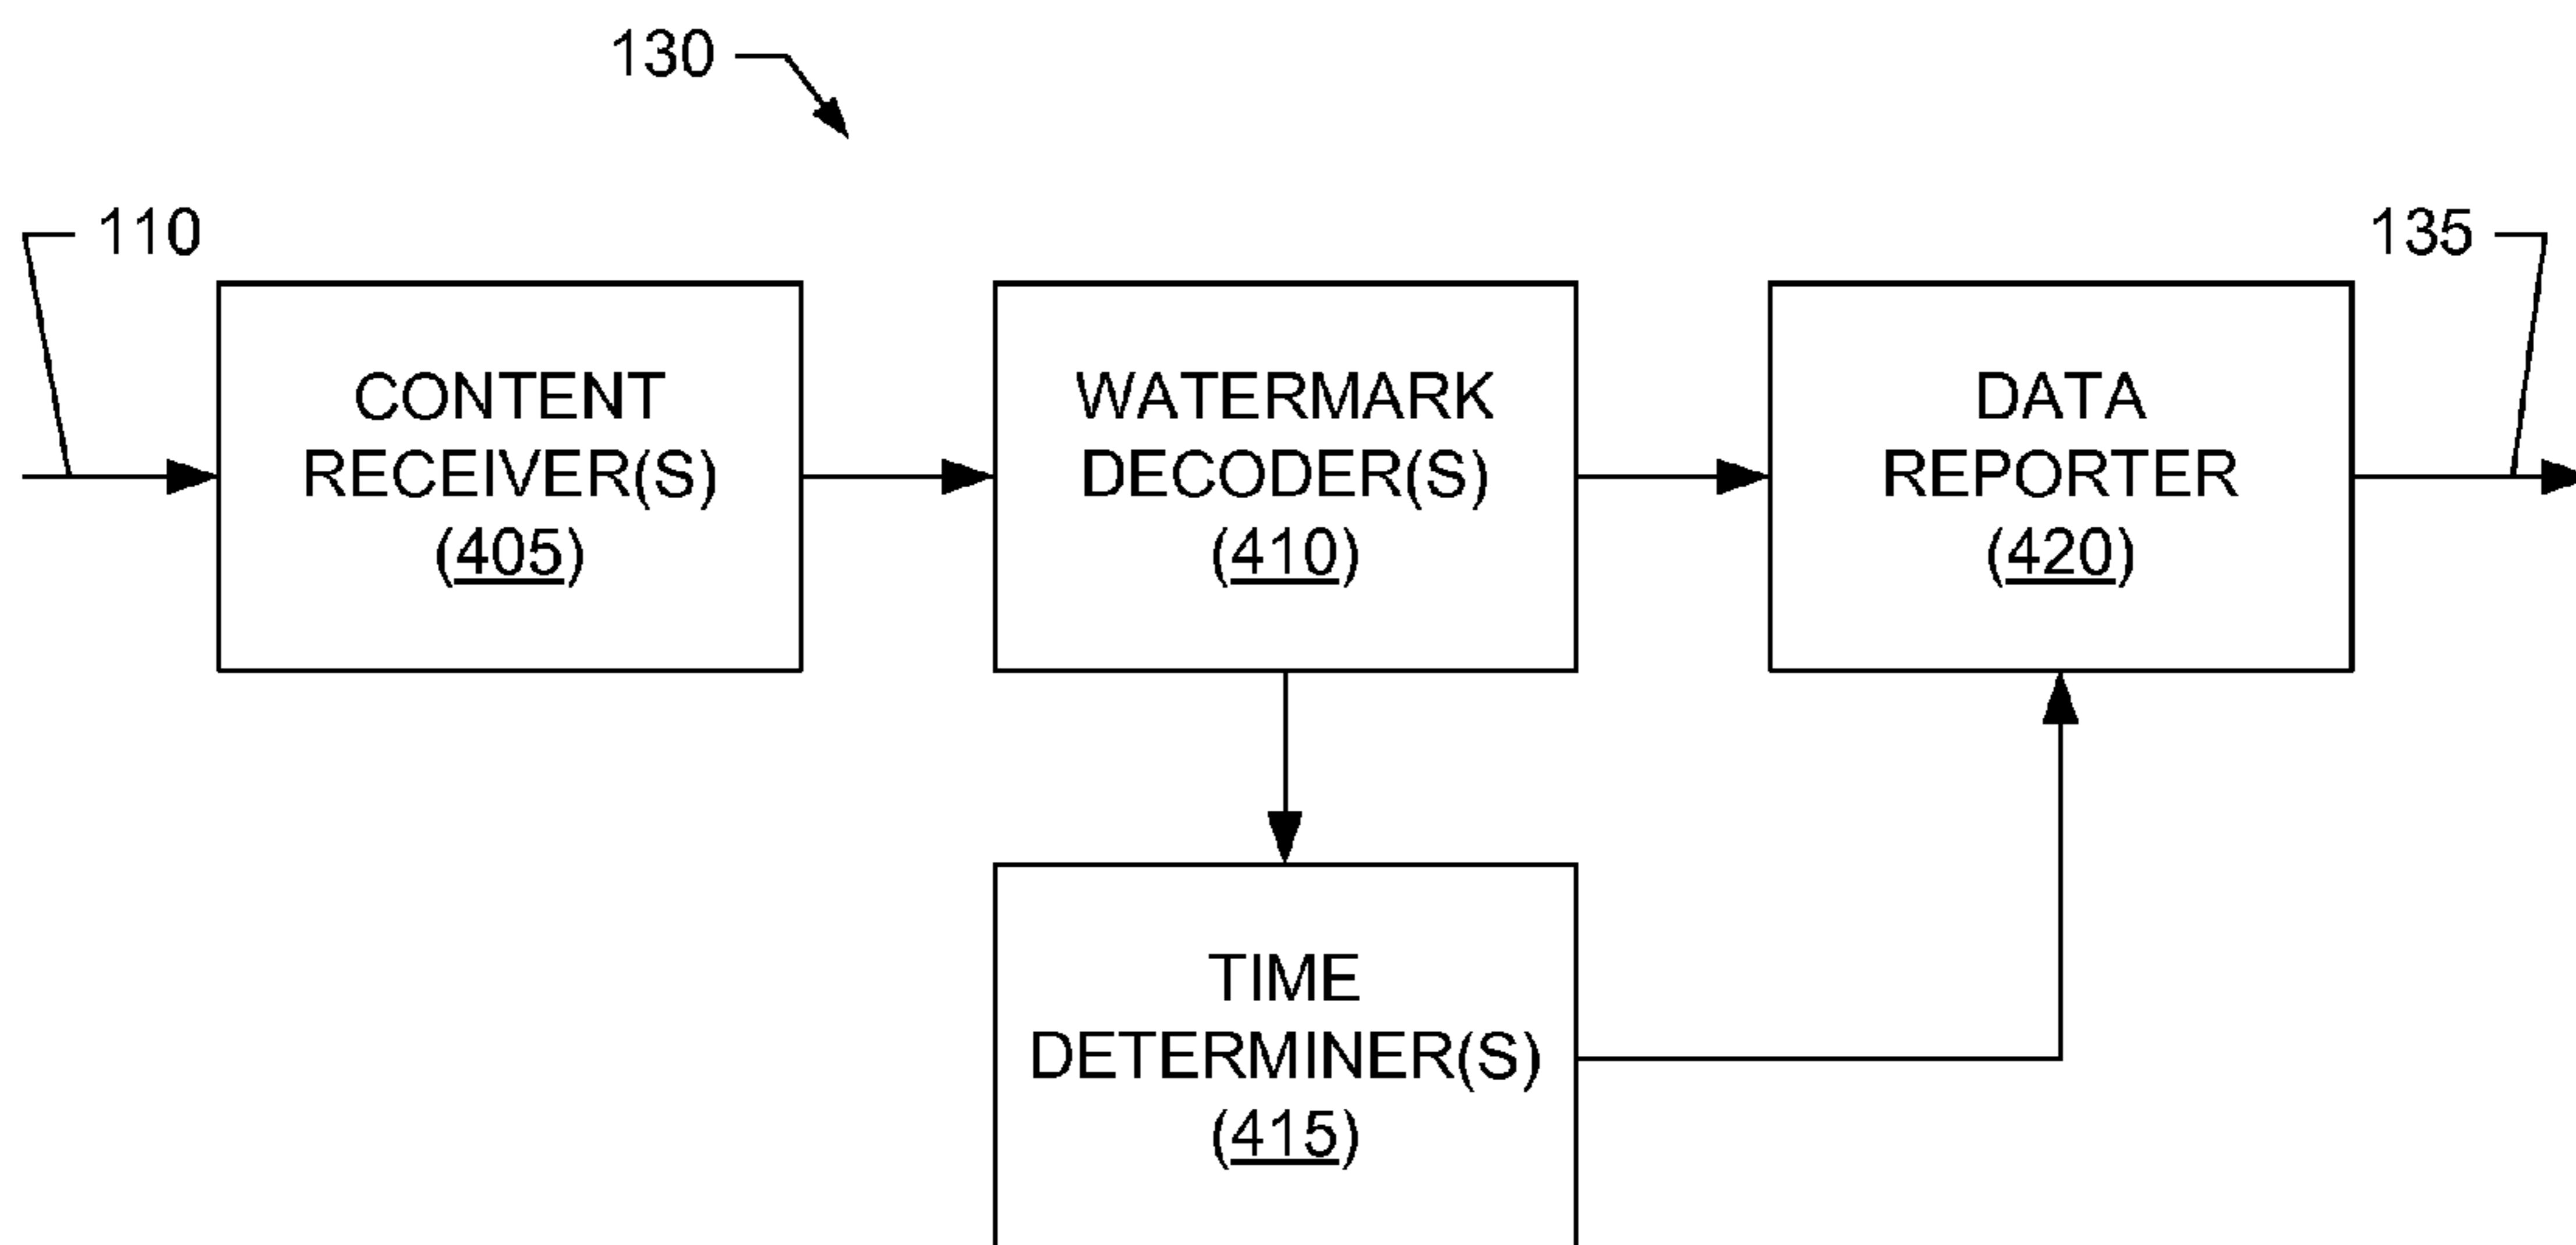 130
110
135
CONTENT
RECEIVER(S)
(405)
WATERMARK
DECODER(S)
(410)
DATA
REPORTER
(420)
TIME
DETERMINER(S)
(415)